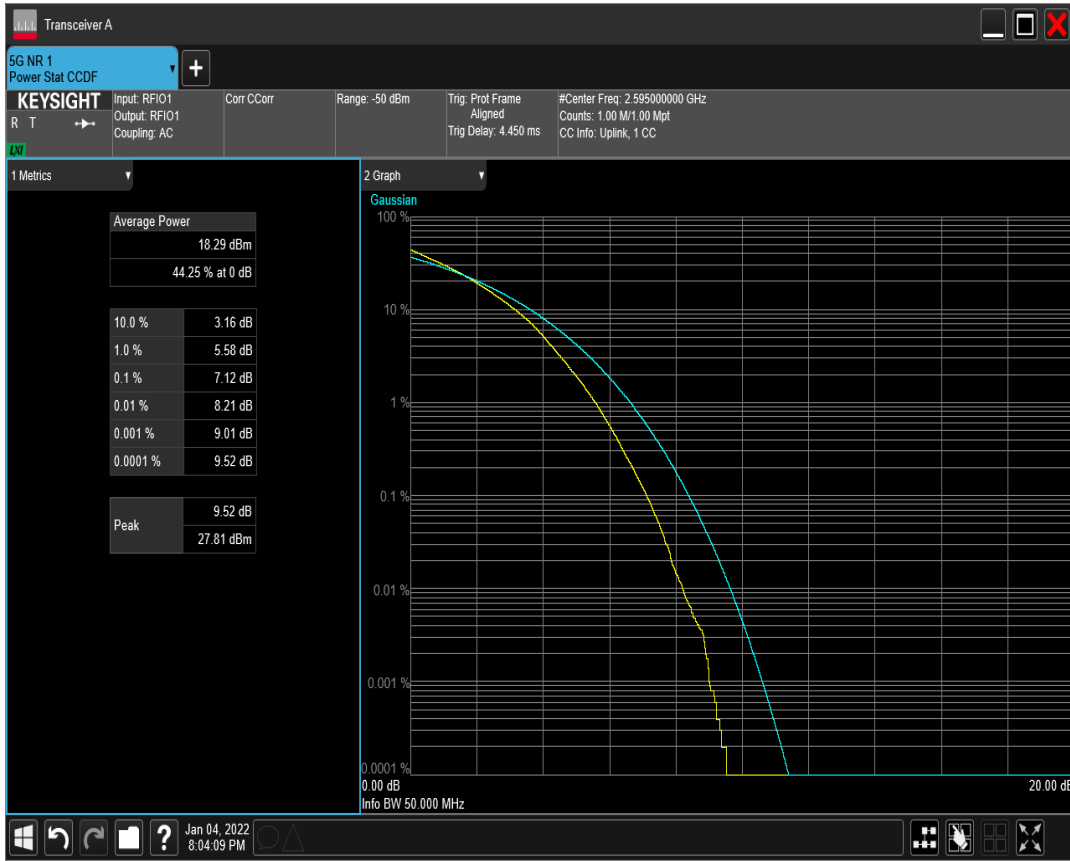 Transceiver A
5G NR 1
Power Stat CCDF
KEYSIGHT
R T
LXI
Input: RFIO1
Output: RFIO1
Coupling: AC
Corr CCorr
Range: -50 dBm
Trig: Prot Frame
Aligned
Trig Delay: 4.450 ms
#Center Freq: 2.595000000 GHz
Counts: 1.00 M/1.00 Mpt
CC Info: Uplink, 1 CC
1 Metrics
Average Power
18.29 dBm
44.25 % at 0 dB
10.0 % 3.16 dB
1.0 % 5.58 dB
0.1 % 7.12 dB
0.01 % 8.21 dB
0.001 % 9.01 dB
0.0001 % 9.52 dB
Peak
9.52 dB
27.81 dBm
2 Graph
Gaussian
100 %
10 %
1 %
0.1 %
0.01 %
0.001 %
0.0001 %
0.00 dB
20.00 dB
Info BW 50.000 MHz
?
Jan 04, 2022
8:04:09 PM